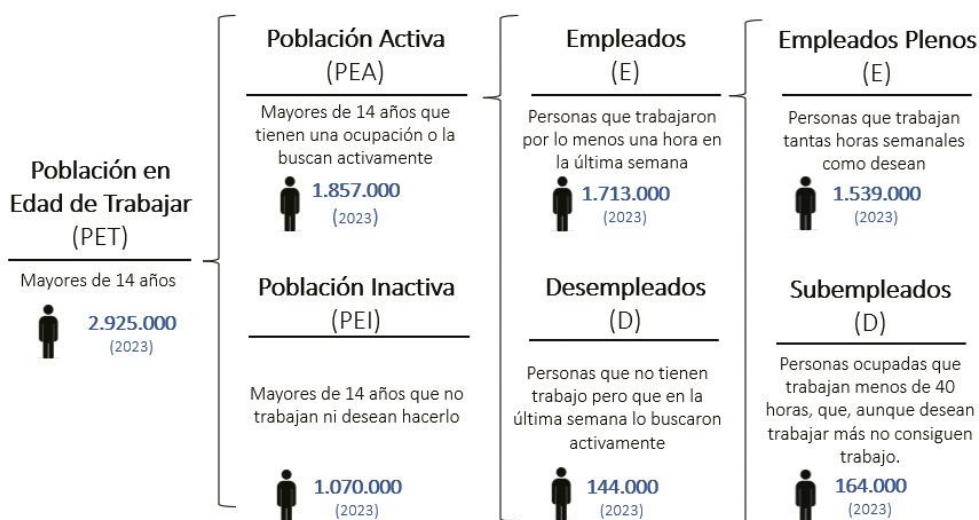 Población en
Edad de Trabajar
(PET)
Mayores de 14 años
2.925.000
(2023)
Población Activa
(PEA)
Mayores de 14 años que
tienen una ocupación o la
buscan activamente
1.857.000
(2023)
Población Inactiva
(PEI)
Mayores de 14 años que no
trabajan ni desean hacerlo
1.070.000
(2023)
Empleados
(E)
Personas que trabajaron
por lo menos una hora en
la última semana
1.713.000
(2023)
Desempleados
(D)
Personas que no tienen
trabajo pero que en la
última semana lo buscaron
activamente
144.000
(2023)
Empleados Plenos
(E)
Personas que trabajan
tantas horas semanales
como desean
1.539.000
(2023)
Subempleados
(D)
Personas ocupadas que
trabajan menos de 40
horas, que, aunque desean
trabajar más no consiguen
trabajo.
164.000
(2023)